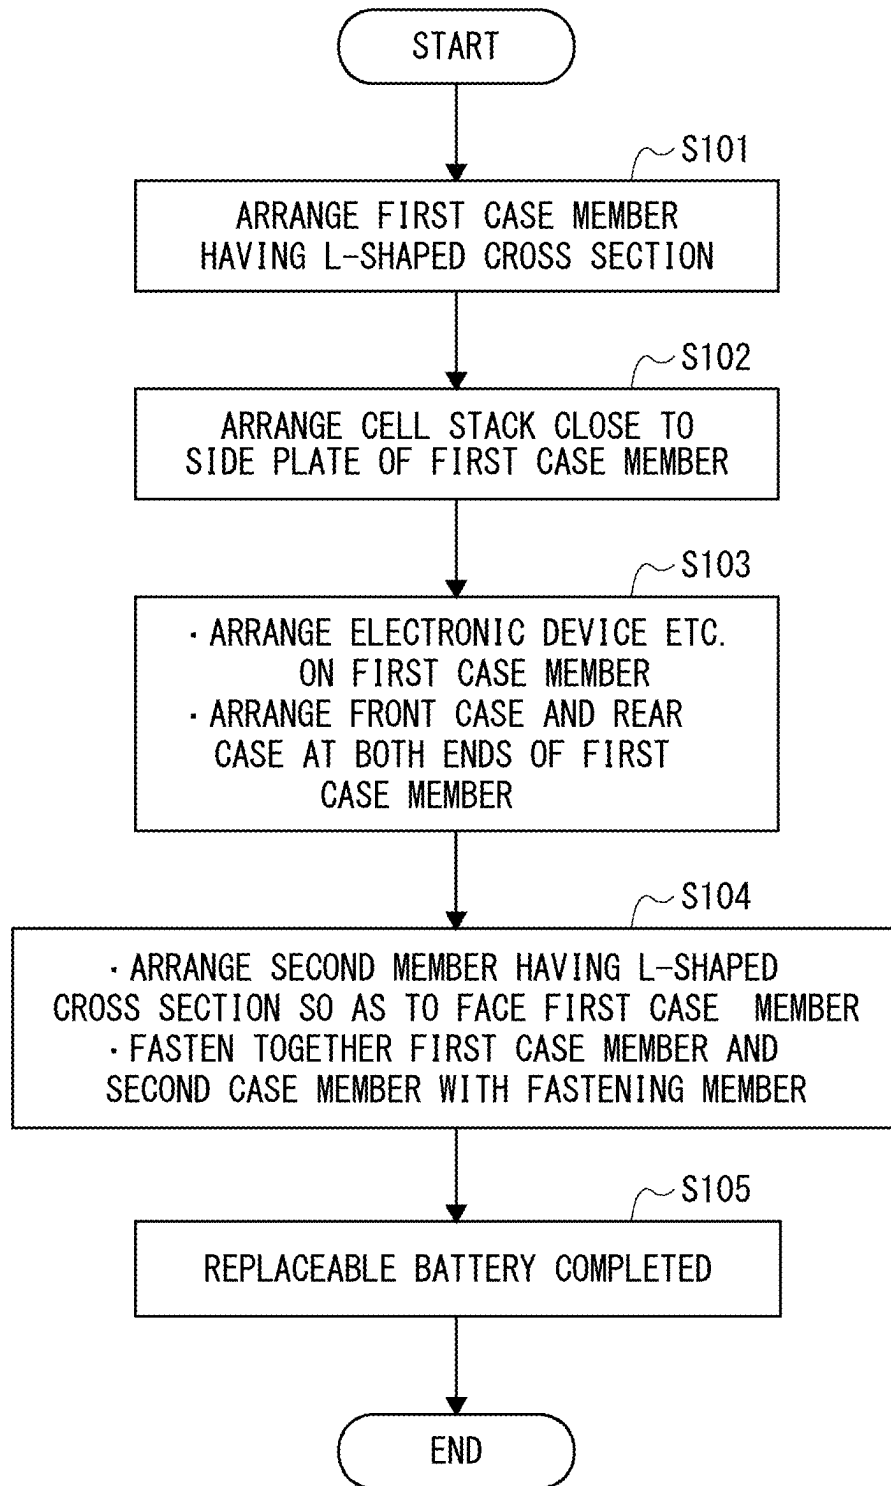 START
S101
ARRANGE FIRST CASE MEMBER
HAVING L-SHAPED CROSS SECTION
S102
ARRANGE CELL STACK CLOSE TO
SIDE PLATE OF FIRST CASE MEMBER
S103
・ARRANGE ELECTRONIC DEVICE ETC.
ON FIRST CASE MEMBER
・ARRANGE FRONT CASE AND REAR
CASE AT BOTH ENDS OF FIRST
CASE MEMBER
S104
・ARRANGE SECOND MEMBER HAVING L-SHAPED
CROSS SECTION SO AS TO FACE FIRST CASE MEMBER
・FASTEN TOGETHER FIRST CASE MEMBER AND
SECOND CASE MEMBER WITH FASTENING MEMBER
S105
REPLACEABLE BATTERY COMPLETED
END